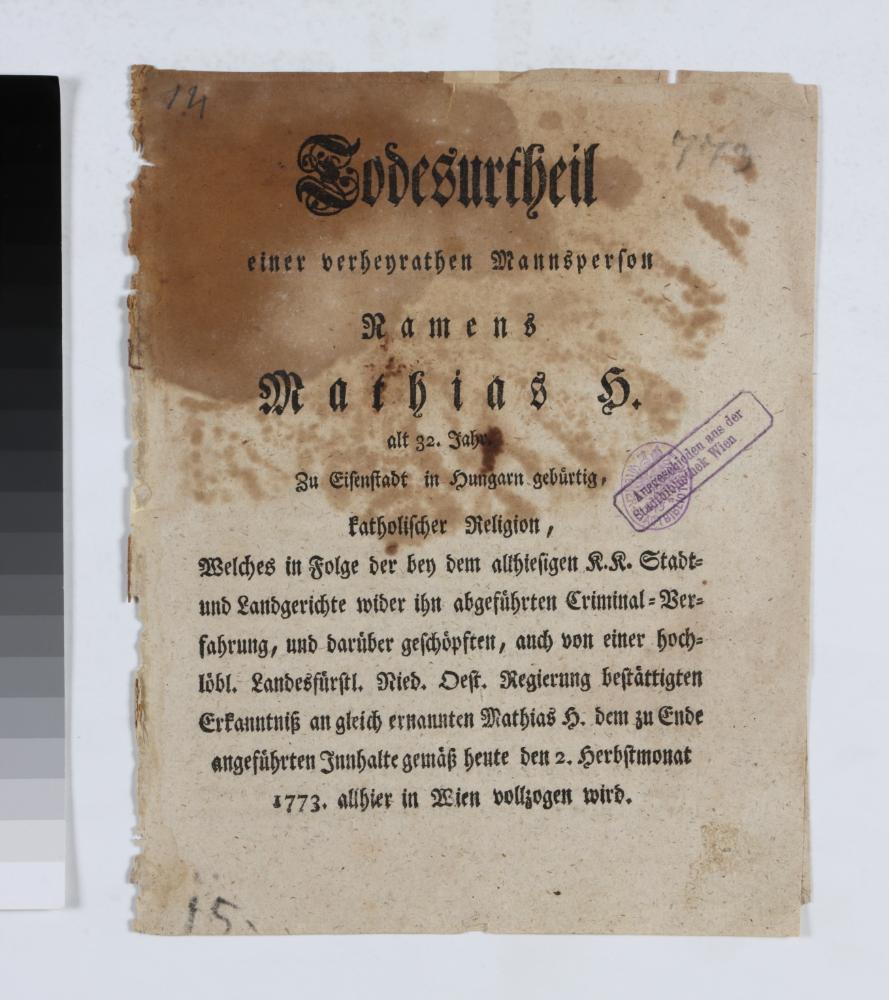 14
773
Todesurtheil
einer verheyrathen Mannsperson
Namens
Mathias H.
alt 32. Jahr.
Zu Eisenstadt in Hungarn gebürtig,
katholischer Religion,
Ausgeschieden aus der
Stadtbibliothek Wien
Welches in Folge der bey dem allhiesigen K.K. Stadt=
und Landgerichte wider ihn abgeführten Criminal=Ver=
fahrung, und darüber geschöpften, auch von einer hoch=
löbl. Landesfürstl. Nied. Oest. Regierung bestättigten
Erkanntniß an gleich ernannten Mathias H. dem zu Ende
angeführten Innhalte gemäß heute den 2. Herbstmonat
1773. allhier in Wien vollzogen wird.
15.